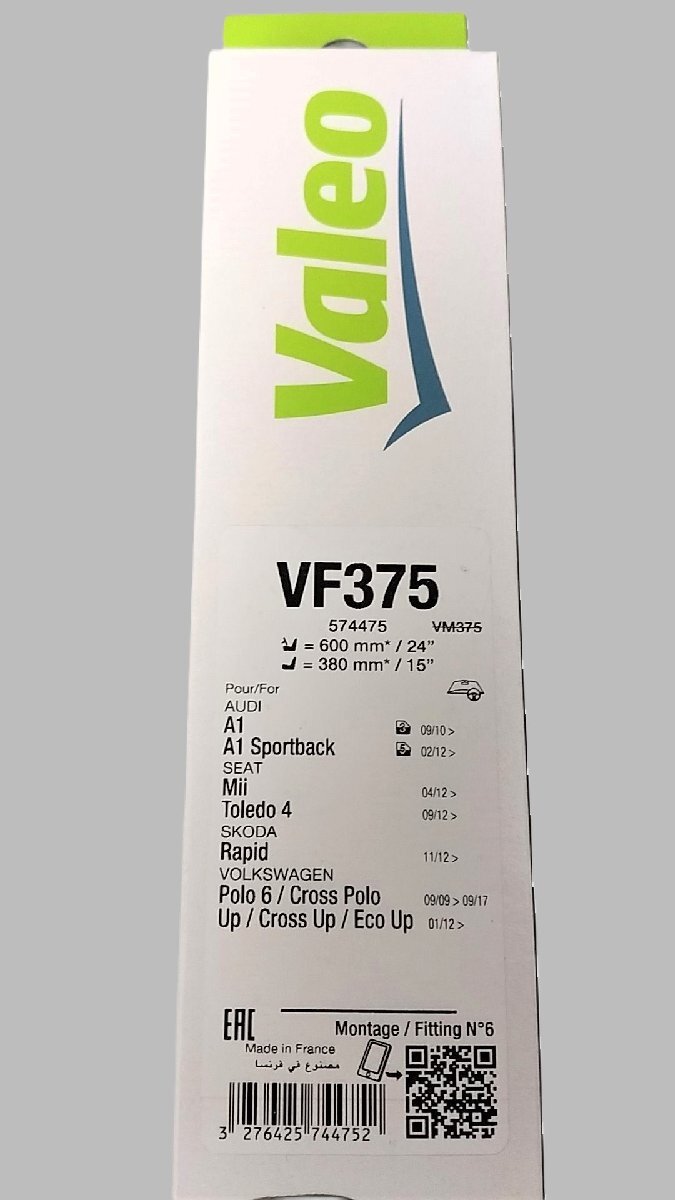 Valeo
VF375
574475 VM375
= 600 mm* / 24"
= 380 mm* / 15"
Pour/For
AUDI
A1 3 09/10 >
A1 Sportback 5 02/12 >
SEAT
Mii 04/12 >
Toledo 4 09/12 >
SKODA
Rapid 11/12 >
VOLKSWAGEN
Polo 6 / Cross Polo 09/09 > 09/17
Up / Cross Up / Eco Up 01/12 >
EAC Montage / Fitting N°6
Made in France
مصنوع في فرنسا
3 276425 744752